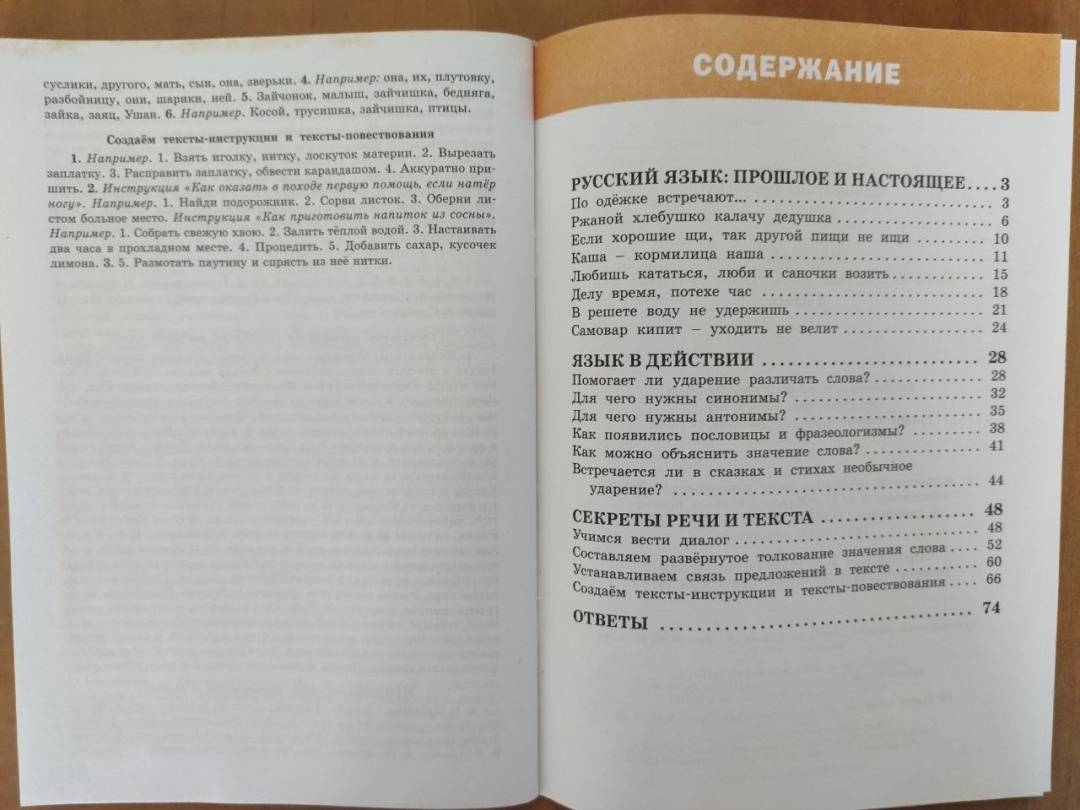 суслики, другого, мать, сын, она, зверьки. 4. Например: она, их, плутовку,
разбойницу, они, шарики, ней. 5. Зайчонок, малыш, зайчишка, бедняга,
зайка, заяц, Ушан. 6. Например. Косой, трусишка, зайчишка, птицы.
Создаём тексты-инструкции и тексты-повествования
1. Например. 1. Взять иголку, нитку, лоскуток материи. 2. Вырезать
заплатку. 3. Расправить заплатку, обвести карандашом. 4. Аккуратно при-
шить. 2. Инструкция «Как оказать в походе первую помощь, если натёр
ногу». Например. 1. Найди подорожник. 2. Сорви листок. 3. Оберни ли-
стом больное место. Инструкция «Как приготовить напиток из сосны».
Например. 1. Собрать свежую хвою. 2. Залить тёплой водой. 3. Настаивать
два часа в прохладном месте. 4. Процедить. 5. Добавить сахар, кусочек
лимона. 3. 5. Размотать паутину и спрясть из неё нитки.
СОДЕРЖАНИЕ
РУССКИЙ ЯЗЫК: ПРОШЛОЕ И НАСТОЯЩЕЕ.... 3
По одёжке встречают... 3
Ржаной хлебушко калачу дедушка 6
Если хорошие щи, так другой пищи не ищи 10
Каша – кормилица наша 11
Любишь кататься, люби и саночки возить 15
Делу время, потехе час 18
В решете воду не удержишь 21
Самовар кипит – уходить не велит 24
ЯЗЫК В ДЕЙСТВИИ 28
Помогает ли ударение различать слова? 28
Для чего нужны синонимы? 32
Для чего нужны антонимы? 35
Как появились пословицы и фразеологизмы? 38
Как можно объяснить значение слова? 41
Встречается ли в сказках и стихах необычное
ударение? 44
СЕКРЕТЫ РЕЧИ И ТЕКСТА 48
Учимся вести диалог 48
Составляем развёрнутое толкование значения слова 52
Устанавливаем связь предложений в тексте 60
Создаём тексты-инструкции и тексты-повествования 66
ОТВЕТЫ 74